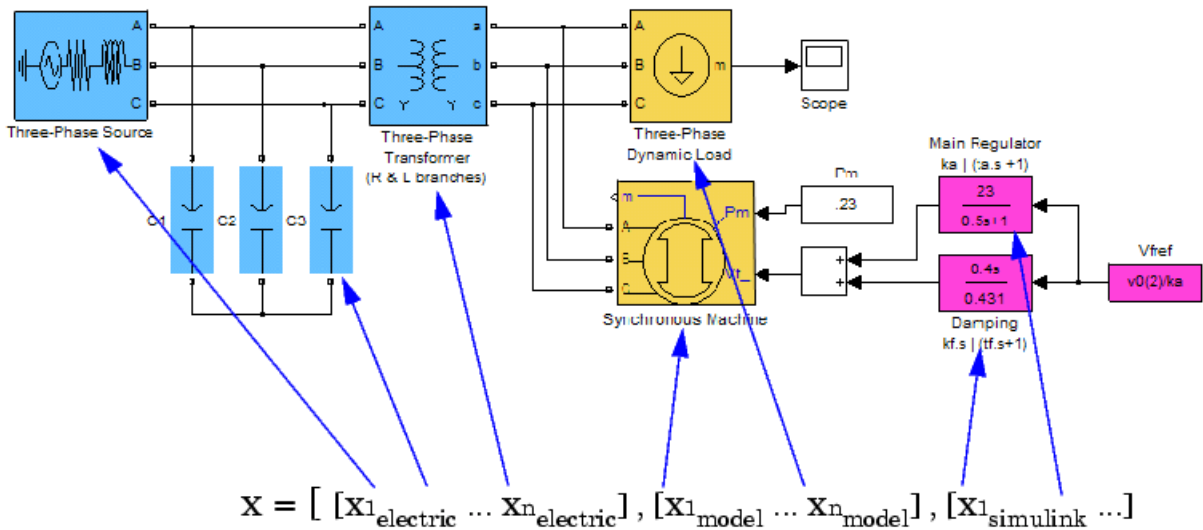 A
B
C
A
B
C
a
b
c
A
B
C
m
Scope
Three-Phase Source
Three-Phase
Transformer
(R & L branches)
Three-Phase
Dynamic Load
Main Regulator
ka | (ta.s +1)
23
0.5s+1
Pm
.23
C1
C2
C3
m
A
B
C
Pm
Vf_
+
+
0.4s
0.431
Vfref
v0(2)/ka
Synchronous Machine
Damping
kf.s | (tf.s+1)
X = [ [X1electric ... Xnelectric] , [X1model ... Xnmodel] , [X1simulink ...]